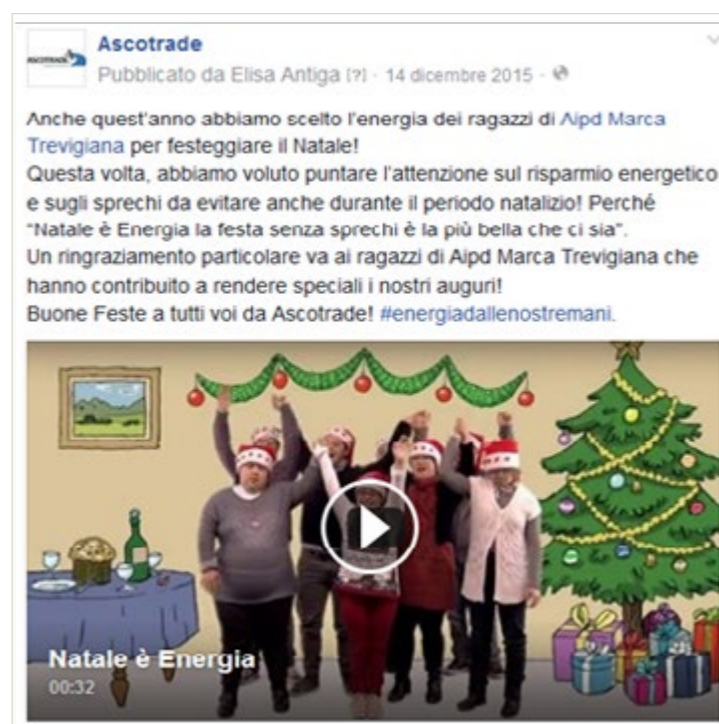 ASCOTRADE
Ascotrade
Pubblicato da Elisa Antiga [?] · 14 dicembre 2015 ·
Anche quest'anno abbiamo scelto l'energia dei ragazzi di Aipd Marca
Trevigiana per festeggiare il Natale!
Questa volta, abbiamo voluto puntare l'attenzione sul risparmio energetico
e sugli sprechi da evitare anche durante il periodo natalizio! Perché
“Natale è Energia la festa senza sprechi è la più bella che ci sia”.
Un ringraziamento particolare va ai ragazzi di Aipd Marca Trevigiana che
hanno contribuito a rendere speciali i nostri auguri!
Buone Feste a tutti voi da Ascotrade! #energiadallenostremani.
Natale è Energia
00:32